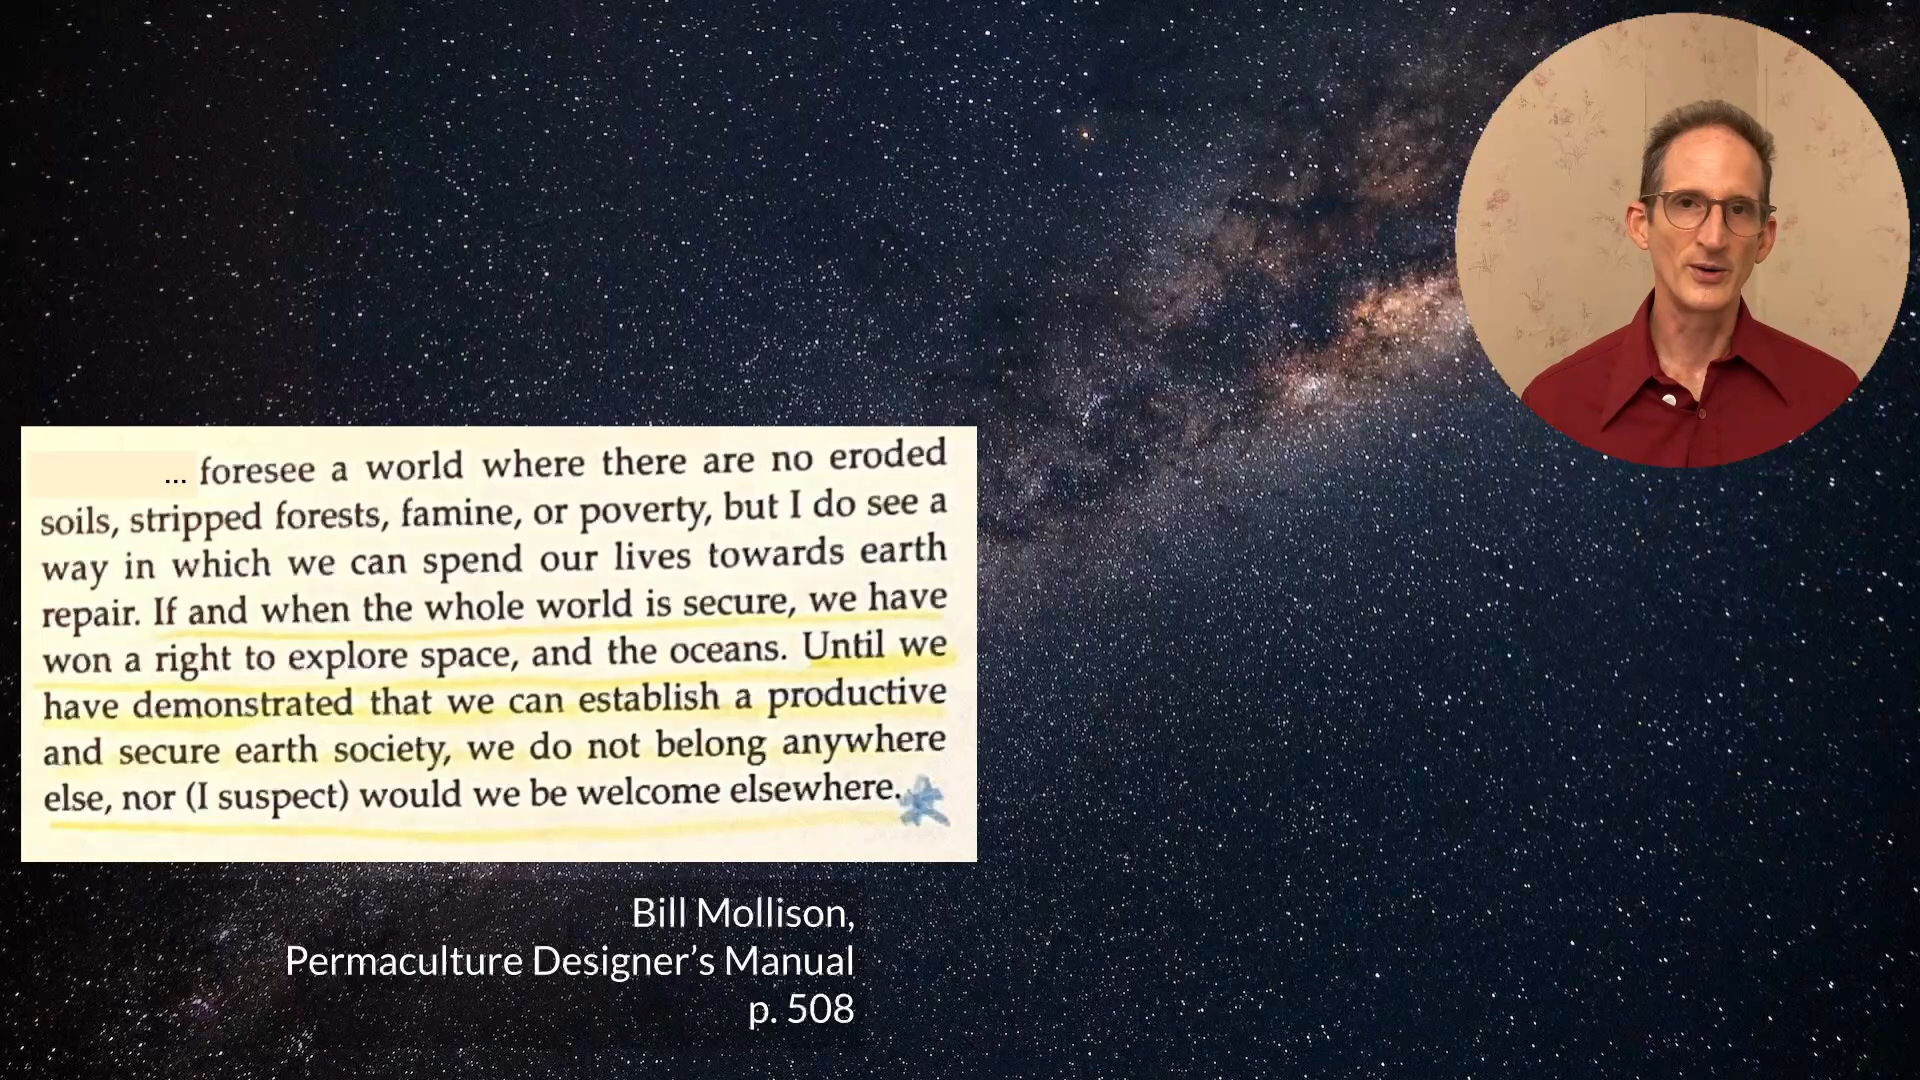 ... foresee a world where there are no eroded
soils, stripped forests, famine, or poverty, but I do see a
way in which we can spend our lives towards earth
repair. If and when the whole world is secure, we have
won a right to explore space, and the oceans. Until we
have demonstrated that we can establish a productive
and secure earth society, we do not belong anywhere
else, nor (I suspect) would we be welcome elsewhere.
Bill Mollison,
Permaculture Designer’s Manual
p. 508